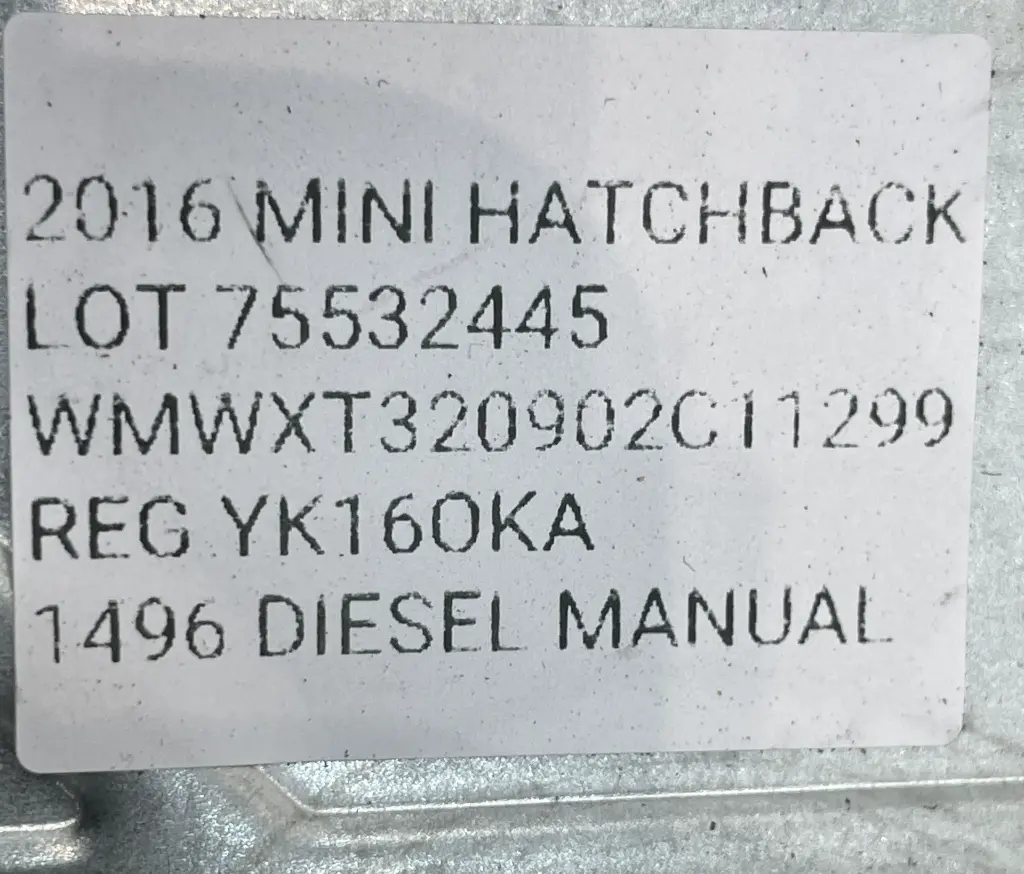 2016 MINI HATCHBACK
LOT 75532445
WMWXT320902C11299
REG YK16OKA
1496 DIESEL MANUAL